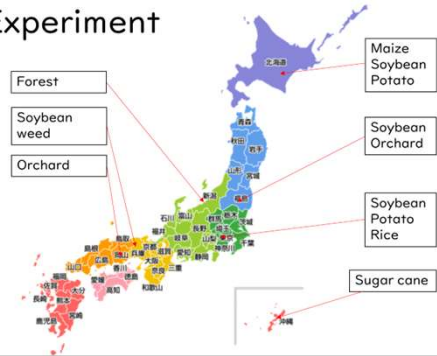 Experiment
Forest
Soybean
weed
Orchard
Maize
Soybean
Potato
Soybean
Orchard
Soybean
Potato
Rice
Sugar cane
北海道
青森
秋田
岩手
山形
宮城
新潟
福島
石川
富山
群馬
栃木
茨城
福井
長野
埼玉
東京
千葉
岐阜
山梨
神奈川
静岡
愛知
滋賀
三重
鳥取
兵庫
京都
島根
岡山
広島
大阪
奈良
和歌山
山口
香川
徳島
愛媛
高知
福岡
佐賀
大分
長崎
熊本
宮崎
鹿児島
沖縄